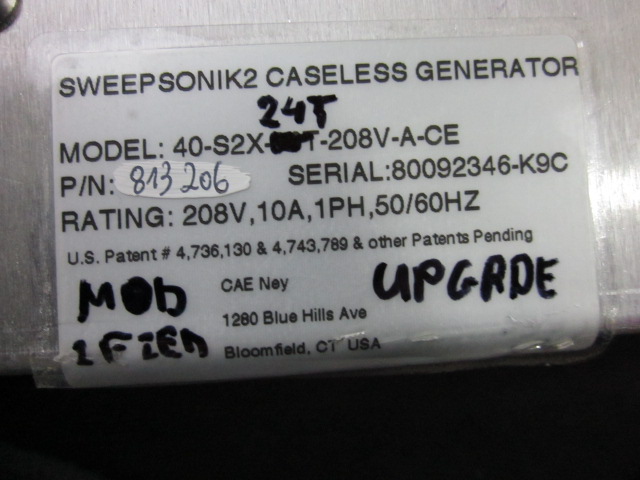 SWEEPSONIK2 CASELESS GENERATOR
24T
MODEL: 40-S2X-T-208V-A-CE
P/N: 813206 SERIAL:80092346-K9C
RATING: 208V,10A,1PH,50/60HZ
U.S. Patent # 4,736,130 & 4,743,789 & other Patents Pending
MOD CAE Ney UPGRDE
1280 Blue Hills Ave
IFIED Bloomfield, CT USA